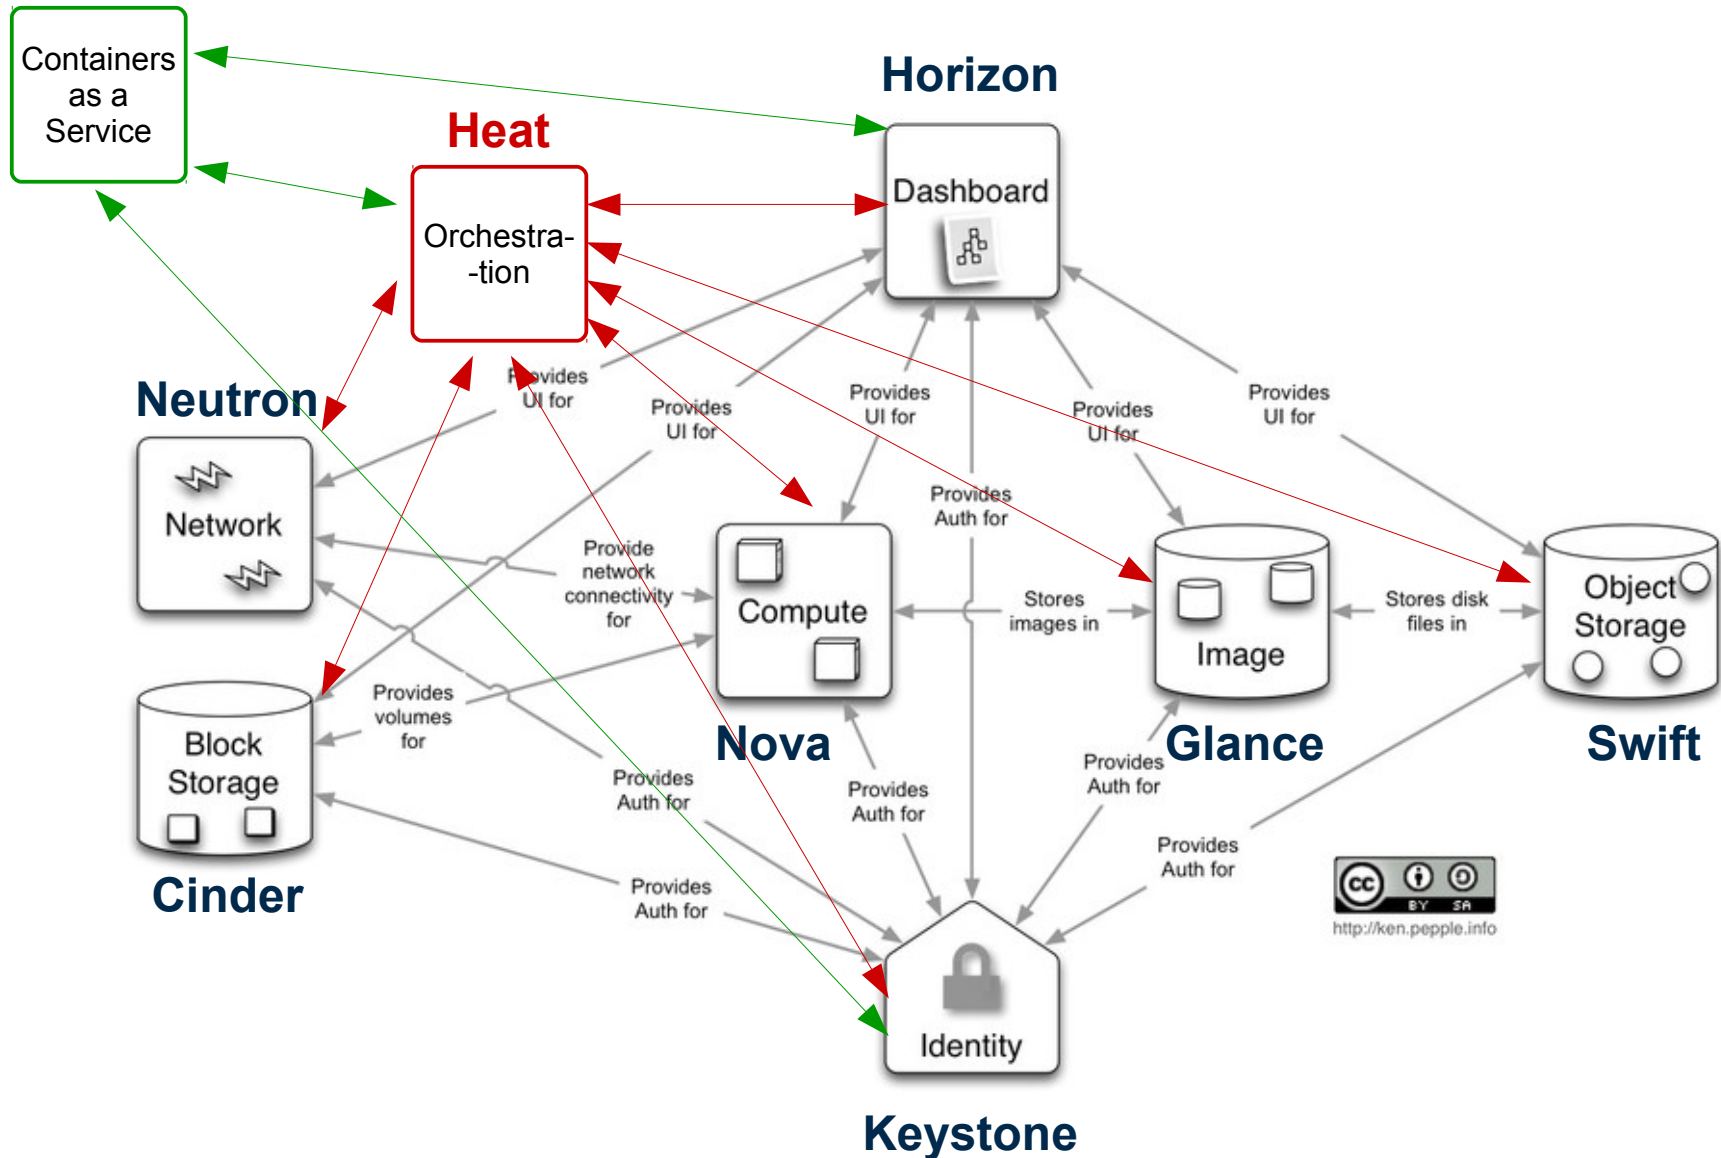 Containers
as a
Service
Horizon
Heat
Dashboard
Orchestra-
-tion
Provides
UI for
Neutron
Provides
UI for
Provides
UI for
Provides
UI for
Provides
UI for
Network
Provides
Auth for
Provide
network
connectivity
for
Compute
Stores
images in
Image
Stores disk
files in
Object
Storage
Provides
volumes
for
Block
Storage
Nova
Glance
Swift
Provides
Auth for
Provides
Auth for
Provides
Auth for
Provides
Auth for
Cinder
Provides
Auth for
cc
BY SA
http://ken.pepple.info
Identity
Keystone